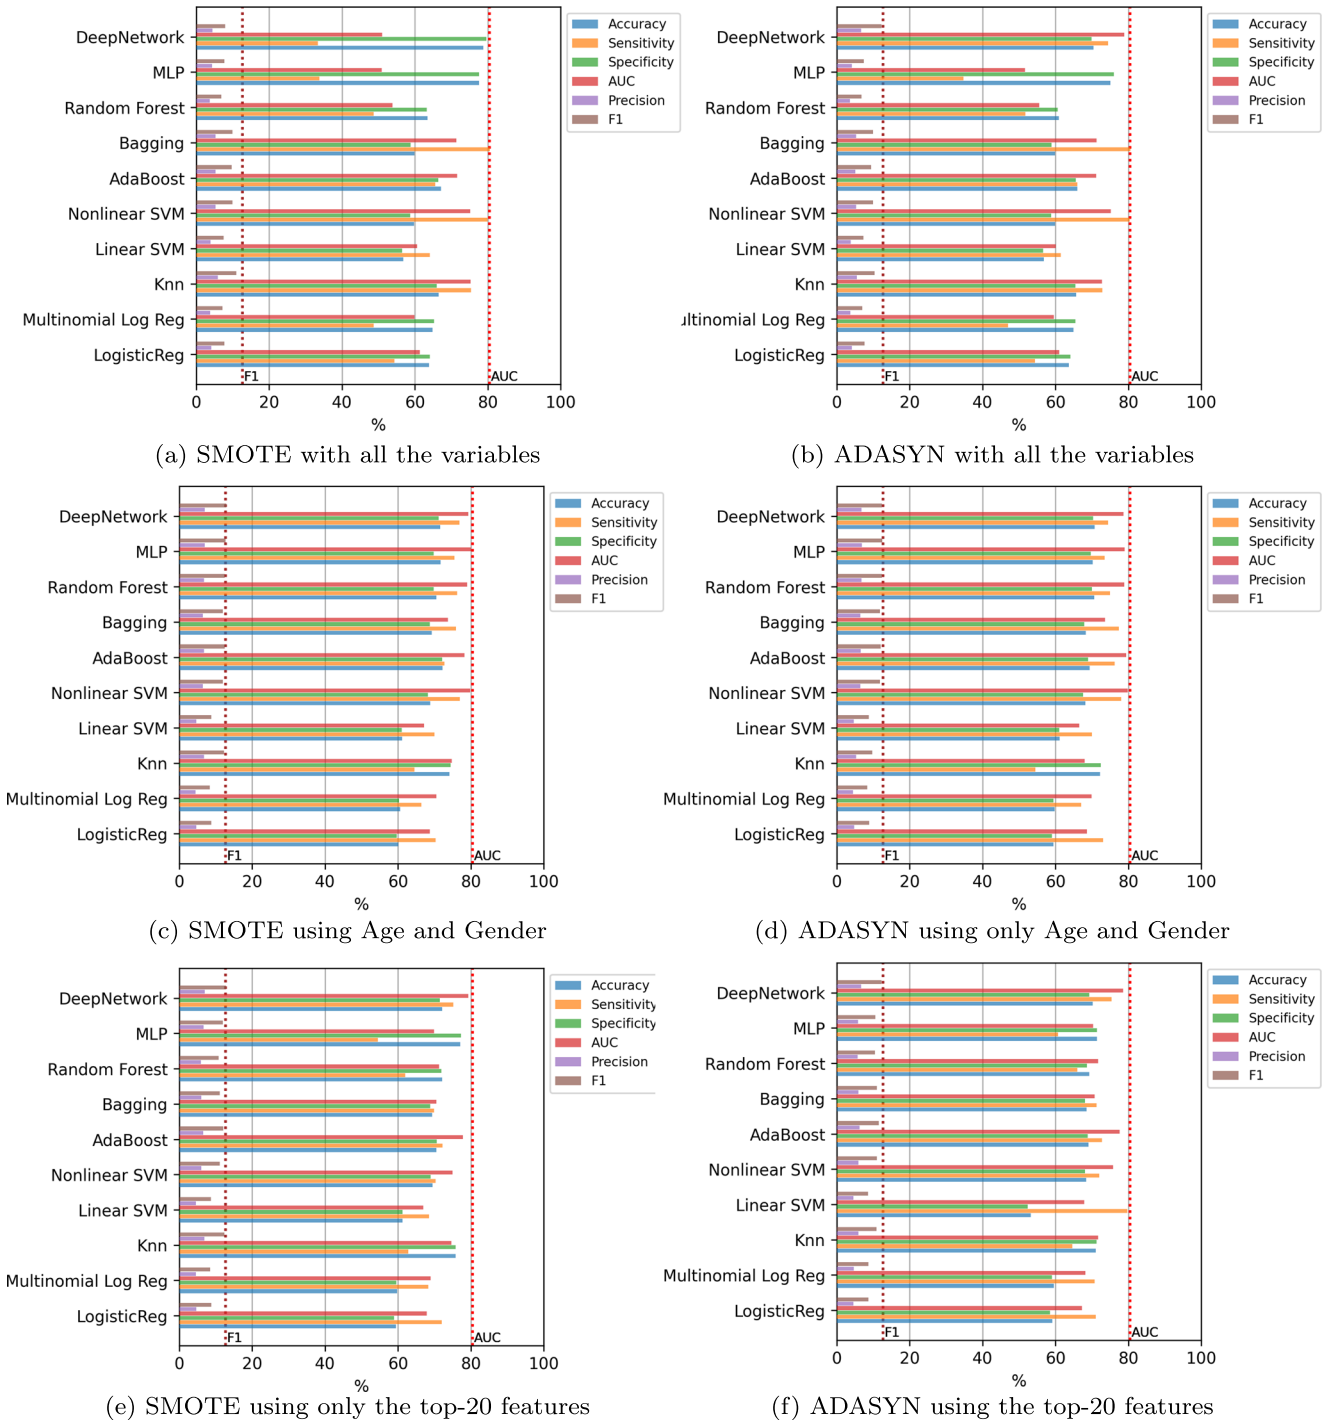 DeepNetwork
MLP
Random Forest
Bagging
AdaBoost
Nonlinear SVM
Linear SVM
Knn
Multinomial Log Reg
LogisticReg
F1
AUC
0 20 40 60 80 100
%
Accuracy
Sensitivity
Specificity
AUC
Precision
F1
(a) SMOTE with all the variables
DeepNetwork
MLP
Random Forest
Bagging
AdaBoost
Nonlinear SVM
Linear SVM
Knn
ultinomial Log Reg
LogisticReg
F1
AUC
0 20 40 60 80 100
%
Accuracy
Sensitivity
Specificity
AUC
Precision
F1
(b) ADASYN with all the variables
DeepNetwork
MLP
Random Forest
Bagging
AdaBoost
Nonlinear SVM
Linear SVM
Knn
Multinomial Log Reg
LogisticReg
F1
AUC
0 20 40 60 80 100
%
Accuracy
Sensitivity
Specificity
AUC
Precision
F1
(c) SMOTE using Age and Gender
DeepNetwork
MLP
Random Forest
Bagging
AdaBoost
Nonlinear SVM
Linear SVM
Knn
Multinomial Log Reg
LogisticReg
F1
AUC
0 20 40 60 80 100
%
Accuracy
Sensitivity
Specificity
AUC
Precision
F1
(d) ADASYN using only Age and Gender
DeepNetwork
MLP
Random Forest
Bagging
AdaBoost
Nonlinear SVM
Linear SVM
Knn
Multinomial Log Reg
LogisticReg
F1
AUC
0 20 40 60 80 100
%
Accuracy
Sensitivity
Specificity
AUC
Precision
F1
(e) SMOTE using only the top-20 features
DeepNetwork
MLP
Random Forest
Bagging
AdaBoost
Nonlinear SVM
Linear SVM
Knn
Multinomial Log Reg
LogisticReg
F1
AUC
0 20 40 60 80 100
%
Accuracy
Sensitivity
Specificity
AUC
Precision
F1
(f) ADASYN using the top-20 features